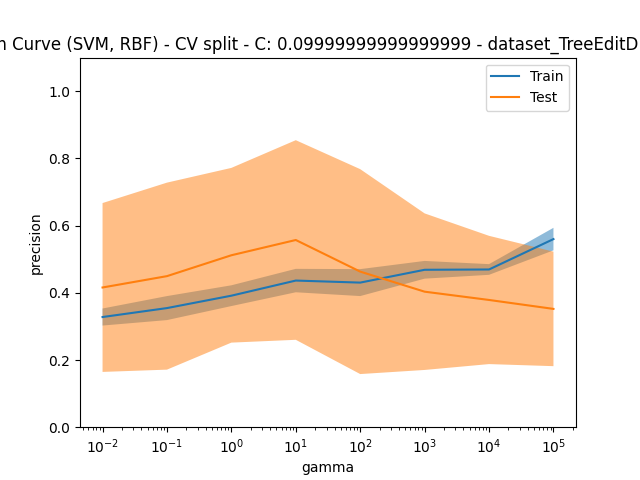 n Curve (SVM, RBF) - CV split - C: 0.09999999999999999 - dataset_TreeEditD
Train
Test
1.0
0.8
0.6
0.4
0.2
0.0
precision
10⁻² 10⁻¹ 10⁰ 10¹ 10² 10³ 10⁴ 10⁵
gamma